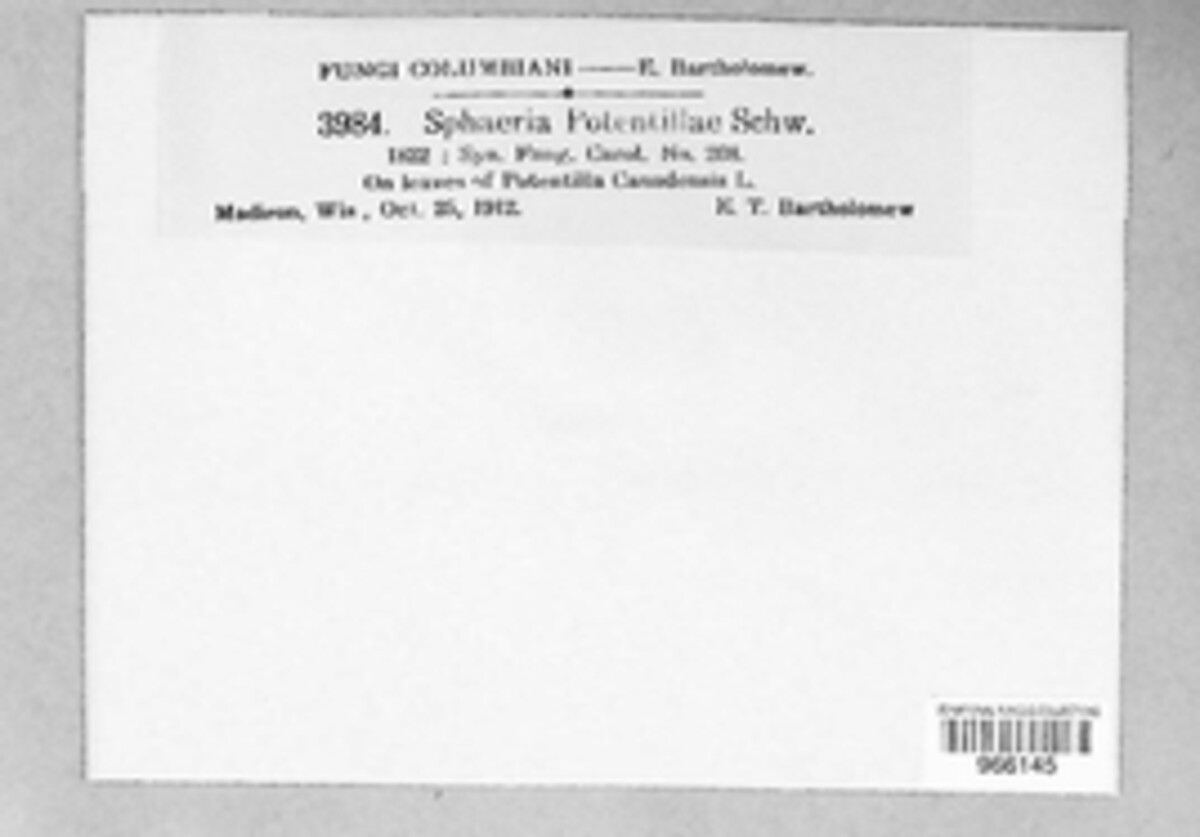 FUNGI COLUMBIANI — E. Bartholomew.
3984. Sphaeria Potentillae Schw.
1822 ; Syn. Fung. Carol. No.
On leaves of Potentilla Canadensis L.
Madison, Wis., Oct. 25, 1912. E. T. Bartholomew
966145